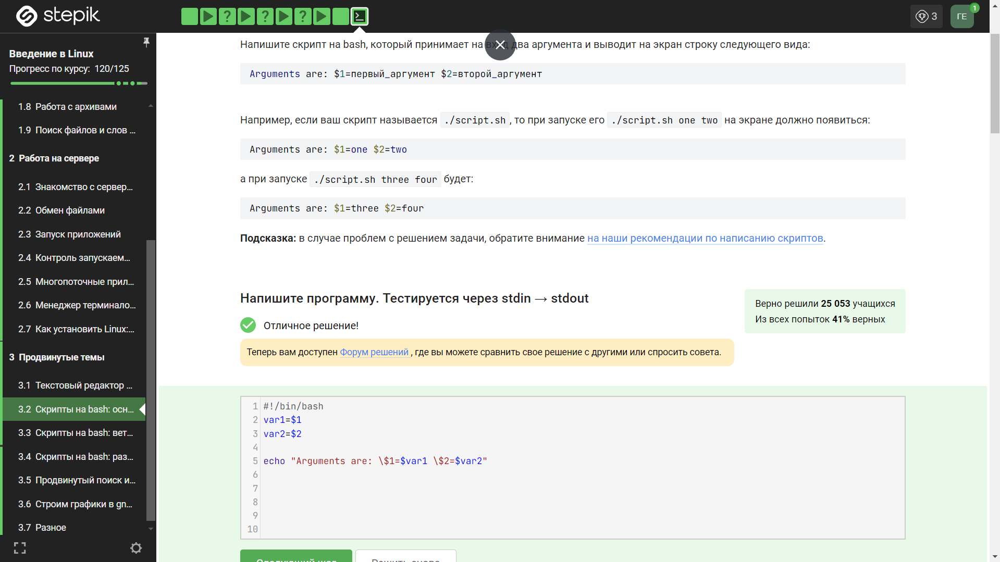 stepik
?
?
?
3
ГЕ
1
Введение в Linux
Прогресс по курсу: 120/125
1.8 Работа с архивами
1.9 Поиск файлов и слов ...
2 Работа на сервере
2.1 Знакомство с сервер...
2.2 Обмен файлами
2.3 Запуск приложений
2.4 Контроль запускаем...
2.5 Многопоточные прил...
2.6 Менеджер терминало...
2.7 Как установить Linux:...
3 Продвинутые темы
3.1 Текстовый редактор ...
3.2 Скрипты на bash: осн...
3.3 Скрипты на bash: вет...
3.4 Скрипты на bash: раз...
3.5 Продвинутый поиск и...
3.6 Строим графики в gn...
3.7 Разное
Напишите скрипт на bash, который принимает на вход два аргумента и выводит на экран строку следующего вида:
Arguments are: $1=первый_аргумент $2=второй_аргумент
Например, если ваш скрипт называется ./script.sh , то при запуске его ./script.sh one two на экране должно появиться:
Arguments are: $1=one $2=two
а при запуске ./script.sh three four будет:
Arguments are: $1=three $2=four
Подсказка: в случае проблем с решением задачи, обратите внимание на наши рекомендации по написанию скриптов.
Напишите программу. Тестируется через stdin → stdout
Верно решили 25 053 учащихся
Из всех попыток 41% верных
Отличное решение!
Теперь вам доступен Форум решений , где вы можете сравнить свое решение с другими или спросить совета.
1 #!/bin/bash
2 var1=$1
3 var2=$2
4
5 echo "Arguments are: \$1=$var1 \$2=$var2"
6
7
8
9
10
Следующий шаг
Решить снова